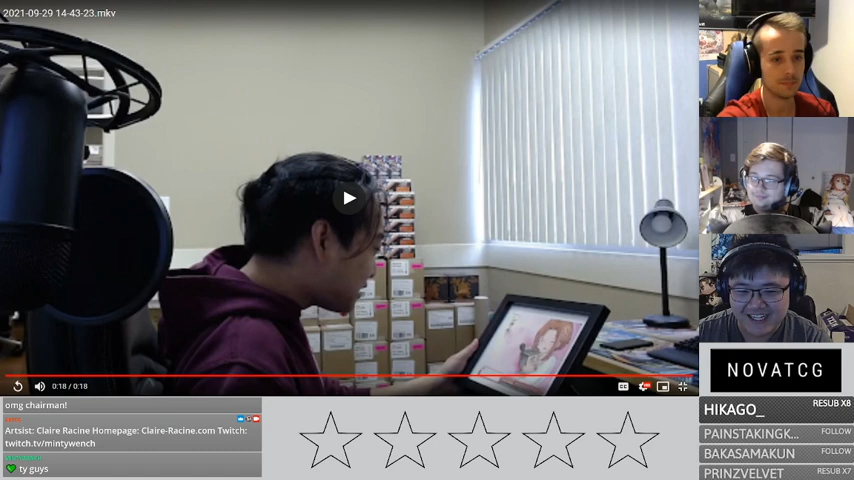 2021-09-29 14-43-23.mkv
0:18 / 0:18
omg chairman!
Artsist: Claire Racine Homepage: Claire-Racine.com Twitch:
twitch.tv/mintywench
ty guys
NOVATCG
HIKAGO_ RESUB X8
PAINSTAKINGK... FOLLOW
BAKASAMAKUN FOLLOW
PRINZVELVET RESUB X7